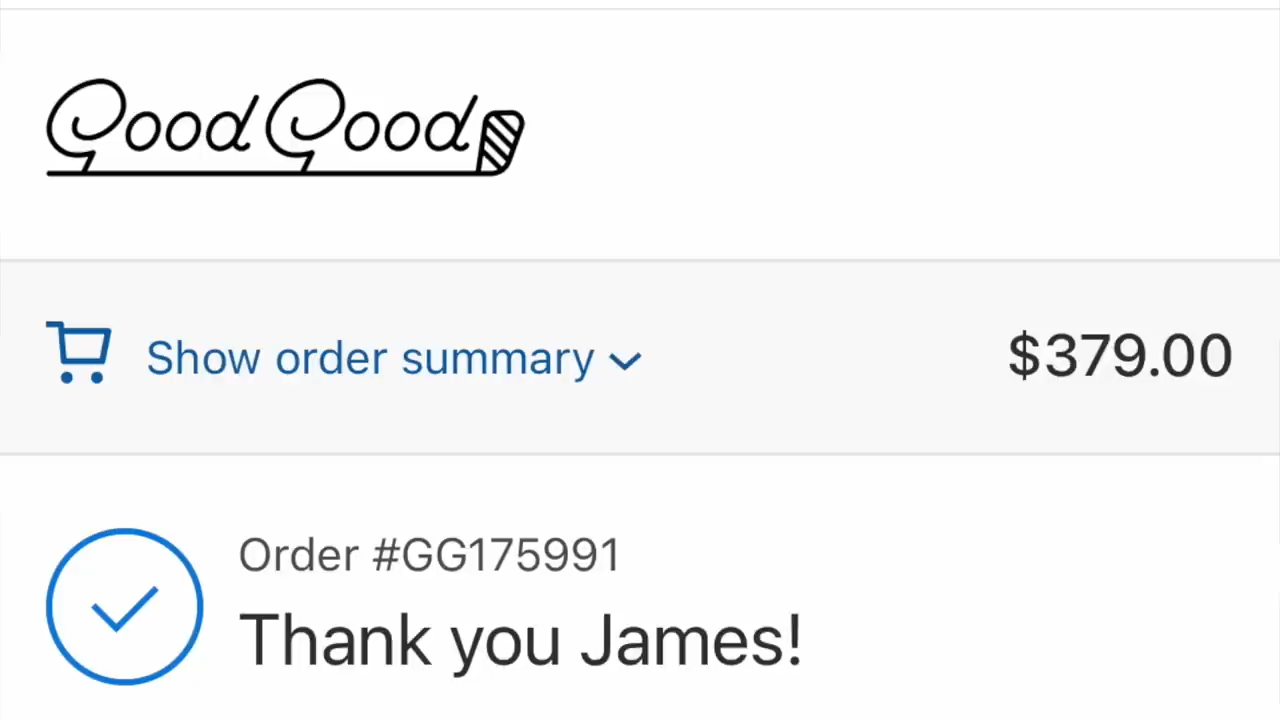 Good Good
Show order summary
$379.00
Order #GG175991
Thank you James!